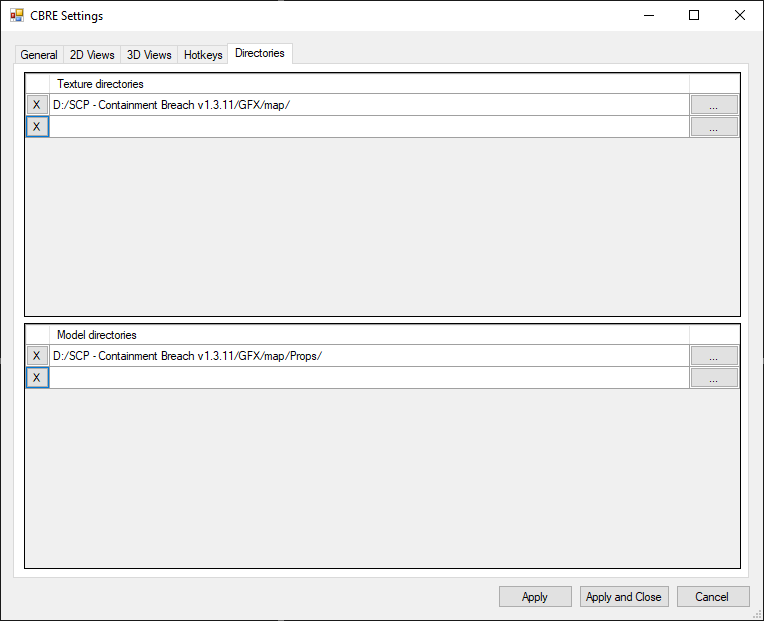 CBRE Settings
General 2D Views 3D Views Hotkeys Directories
Texture directories
X D:/SCP - Containment Breach v1.3.11/GFX/map/ ...
X ...
Model directories
X D:/SCP - Containment Breach v1.3.11/GFX/map/Props/ ...
X ...
Apply Apply and Close Cancel